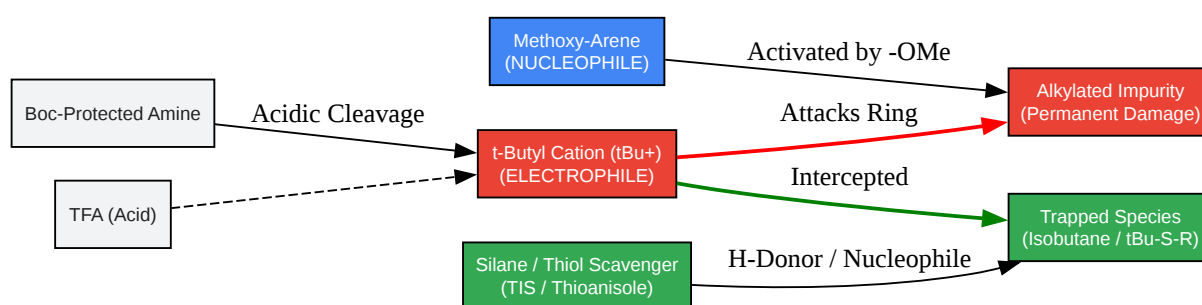 Methoxy-Arene
(NUCLEOPHILE)
Activated by -OMe
Alkylated Impurity
(Permanent Damage)
Boc-Protected Amine
Acidic Cleavage
Attacks Ring
t-Butyl Cation (tBu+)
(ELECTROPHILE)
Intercepted
TFA (Acid)
Trapped Species
(Isobutane / tBu-S-R)
Silane / Thiol Scavenger
(TIS / Thioanisole)
H-Donor / Nucleophile